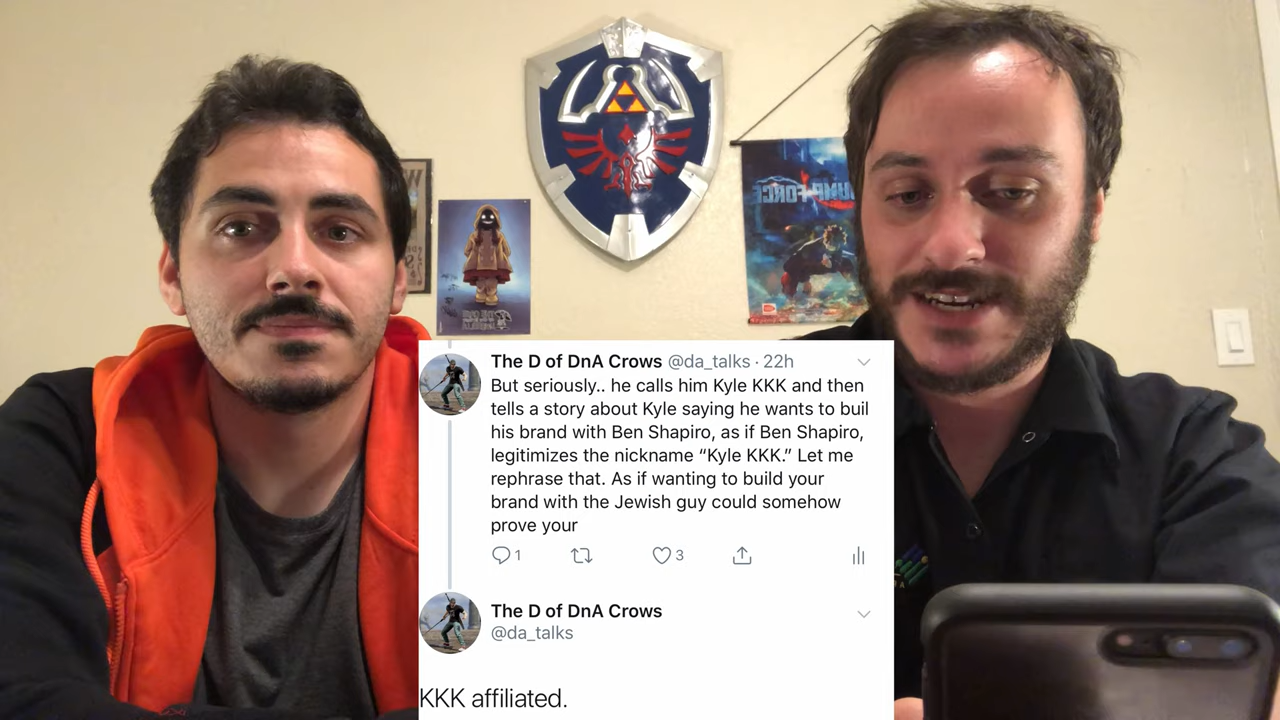 JUMP FORCE
The D of DnA Crows @da_talks · 22h
But seriously.. he calls him Kyle KKK and then
tells a story about Kyle saying he wants to buil
his brand with Ben Shapiro, as if Ben Shapiro,
legitimizes the nickname “Kyle KKK.” Let me
rephrase that. As if wanting to build your
brand with the Jewish guy could somehow
prove your
1
3
The D of DnA Crows
@da_talks
KKK affiliated.